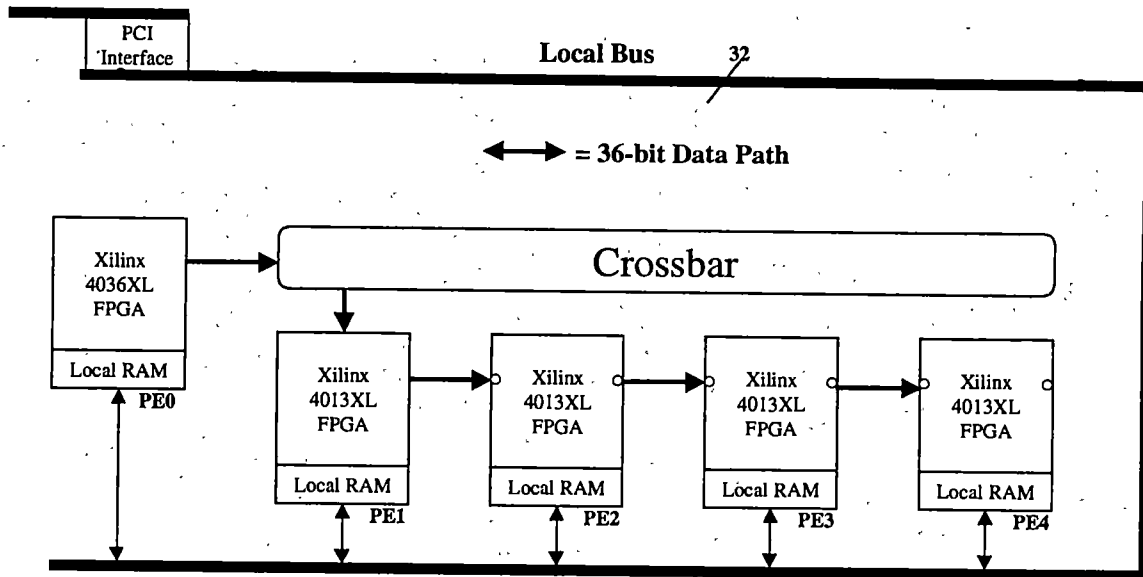 PCI
Interface
Local Bus
32
= 36-bit Data Path
Crossbar
Xilinx
4036XL
FPGA
Local RAM
PE0
Xilinx
4013XL
FPGA
Local RAM
PE1
Xilinx
4013XL
FPGA
Local RAM
PE2
Xilinx
4013XL
FPGA
Local RAM
PE3
Xilinx
4013XL
FPGA
Local RAM
PE4